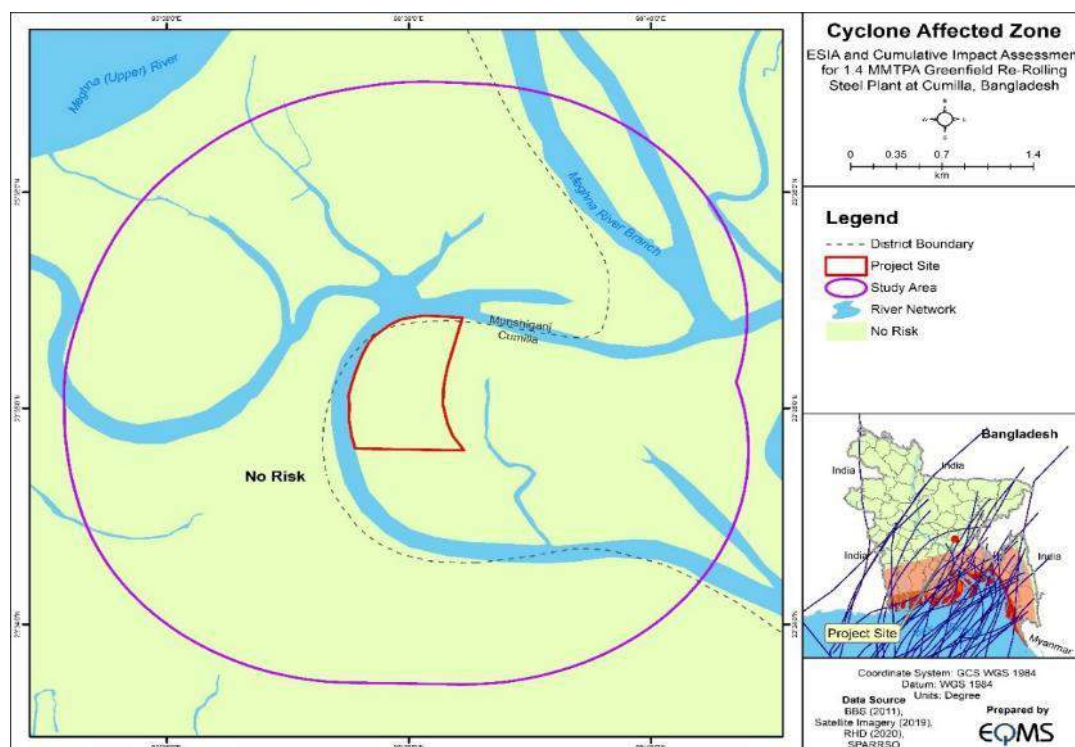 Cyclone Affected Zone
ESIA and Cumulative Impact Assessment
for 1.4 MMTPA Greenfield Re-Rolling
Steel Plant at Cumilla, Bangladesh
0 0.35 0.7 1.4
km
Legend
District Boundary
Project Site
Study Area
River Network
No Risk
Meghna (Upper) River
Meghna River Branch
Munshiganj
Cumilla
No Risk
Bangladesh
India
India
India
India
Project Site
Myanmar
Coordinate System: GCS WGS 1984
Datum: WGS 1984
Units: Degree
Data Source
BBS (2011),
Satellite Imagery (2019),
RHD (2020),
SPARRSO
Prepared by
EQMS